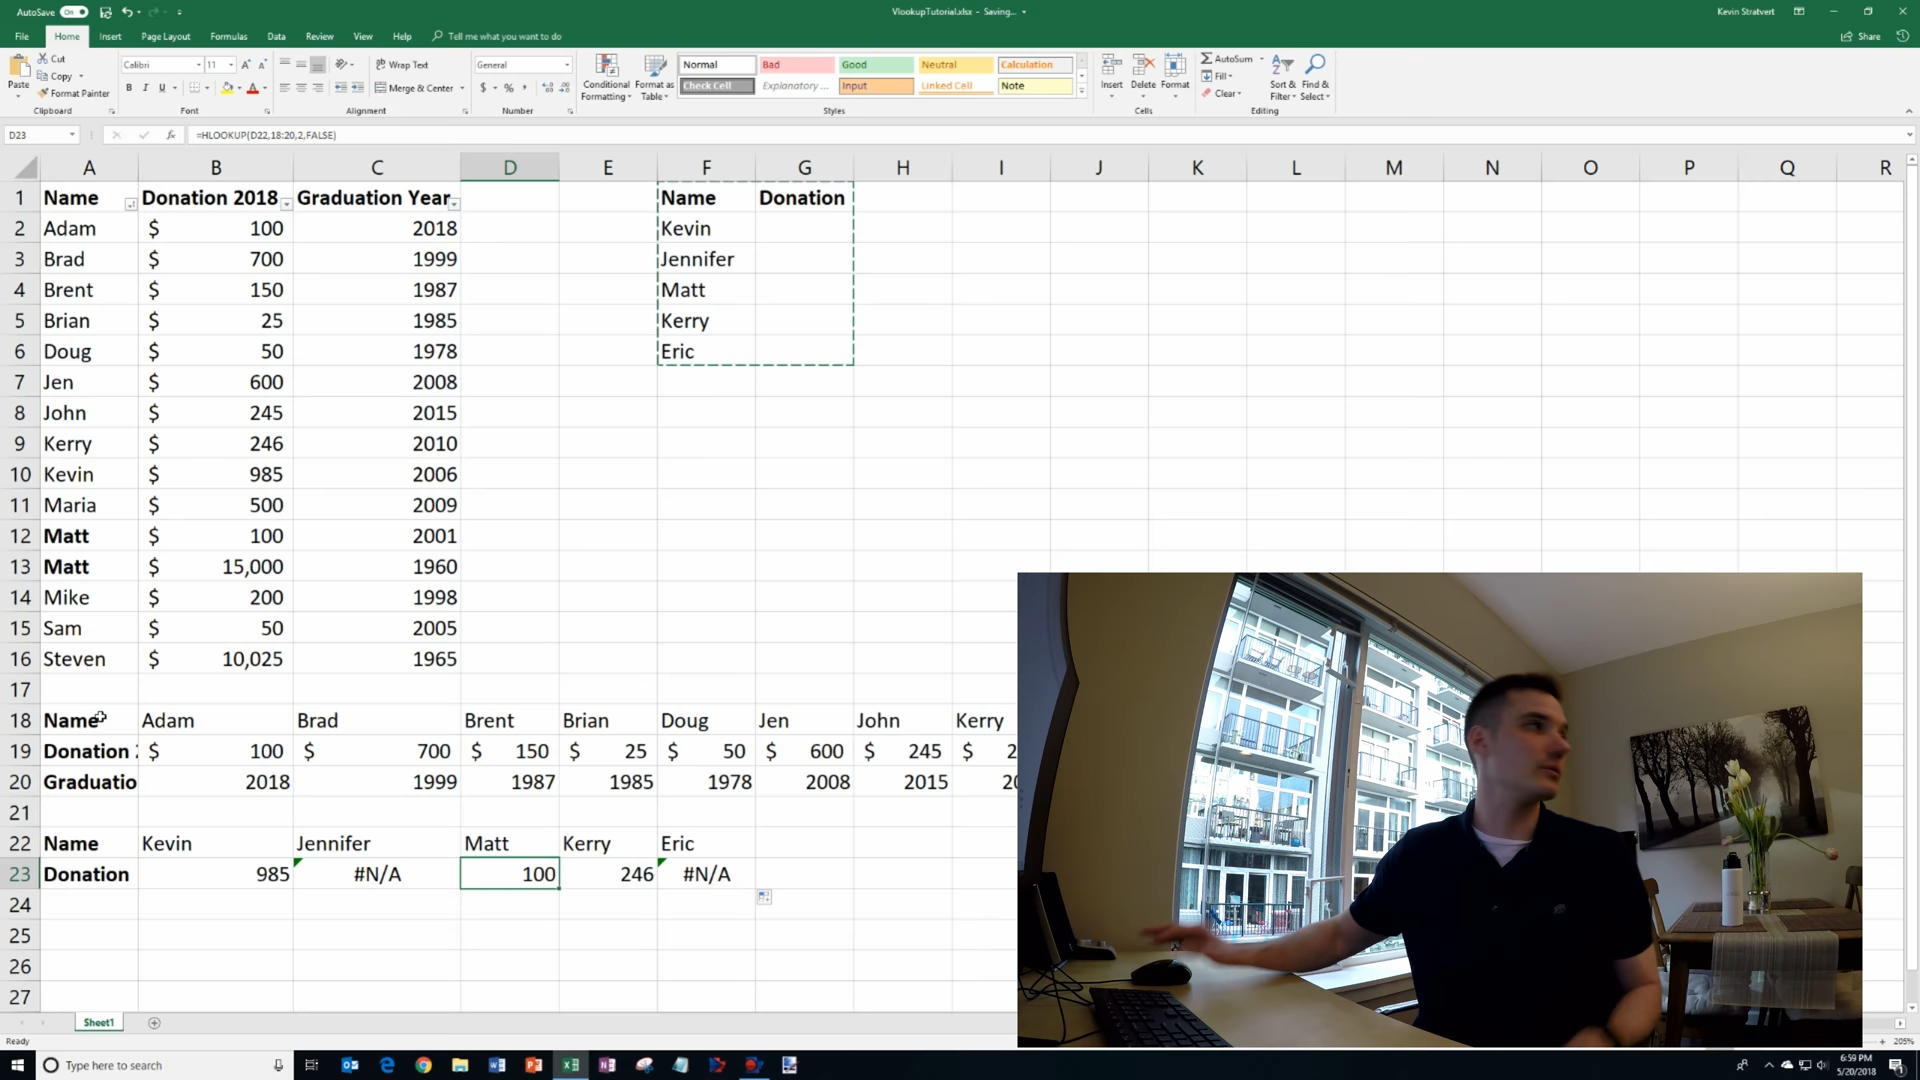 AutoSave On VlookupTutorial.xlsx - Saving... Kevin Stratvert
File Home Insert Page Layout Formulas Data Review View Help Tell me what you want to do Share
Cut Calibri 11 Wrap Text General Normal Bad Good Neutral Calculation AutoSum
Copy Fill
Paste Format Painter B I U Merge & Center $ % Conditional Formatting Format as Table Check Cell Explanatory ... Input Linked Cell Note Insert Delete Format Clear Sort & Filter Find & Select
Clipboard Font Alignment Number Styles Cells Editing
D23 fx =HLOOKUP(D22,18:20,2,FALSE)
A B C D E F G H I J K L M N O P Q R
1 Name Donation 2018 Graduation Year Name Donation
2 Adam $ 100 2018 Kevin
3 Brad $ 700 1999 Jennifer
4 Brent $ 150 1987 Matt
5 Brian $ 25 1985 Kerry
6 Doug $ 50 1978 Eric
7 Jen $ 600 2008
8 John $ 245 2015
9 Kerry $ 246 2010
10 Kevin $ 985 2006
11 Maria $ 500 2009
12 Matt $ 100 2001
13 Matt $ 15,000 1960
14 Mike $ 200 1998
15 Sam $ 50 2005
16 Steven $ 10,025 1965
17
18 Name Adam Brad Brent Brian Doug Jen John Kerry
19 Donation 2 $ 100 $ 700 $ 150 $ 25 $ 50 $ 600 $ 245 $ 2
20 Graduatio 2018 1999 1987 1985 1978 2008 2015 20
21
22 Name Kevin Jennifer Matt Kerry Eric
23 Donation 985 #N/A 100 246 #N/A
24
25
26
27
Sheet1
Ready 205%
Type here to search 6:59 PM
5/20/2018